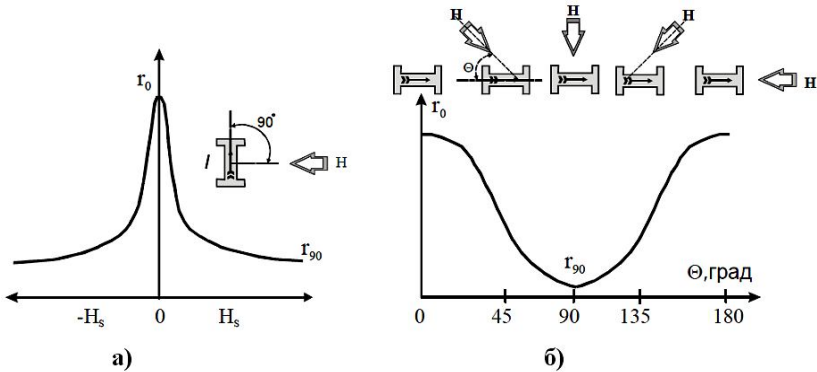 r₀
90°
l
H
r₉₀
-Hₛ 0 Hₛ
а)
H H H
Θ
H
r₀
r₉₀
Θ,град
0 45 90 135 180
б)